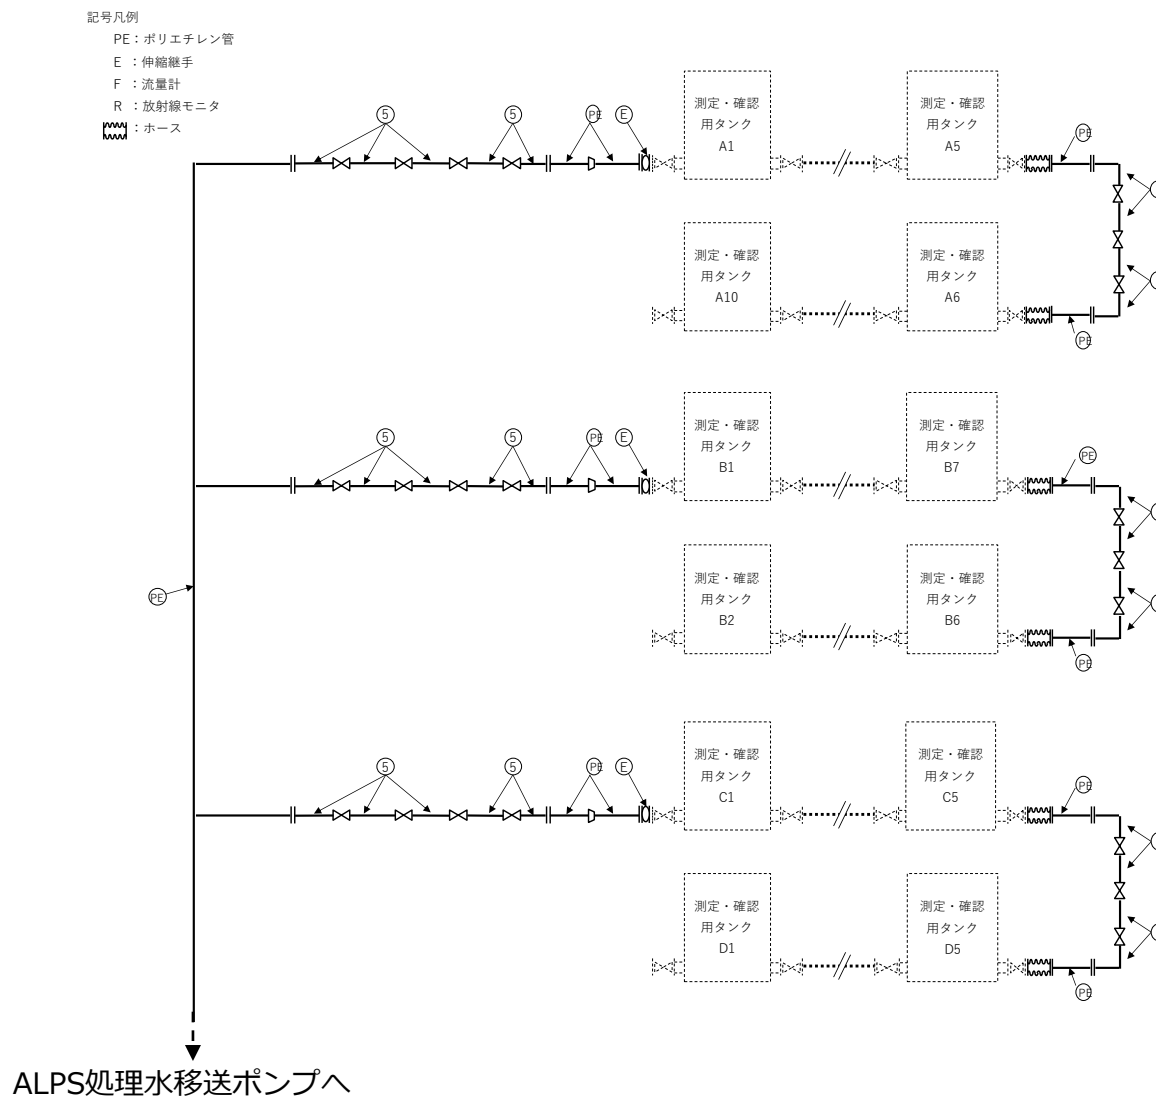 記号凡例
PE：ポリエチレン管
E ：伸縮継手
F ：流量計
R ：放射線モニタ
：ホース
5 5 PE E
測定・確認
用タンク
A1
測定・確認
用タンク
A5
PE
測定・確認
用タンク
A10
測定・確認
用タンク
A6
PE
5 5 PE E
測定・確認
用タンク
B1
測定・確認
用タンク
B7
PE
PE
測定・確認
用タンク
B2
測定・確認
用タンク
B6
PE
5 5 PE E
測定・確認
用タンク
C1
測定・確認
用タンク
C5
PE
測定・確認
用タンク
D1
測定・確認
用タンク
D5
PE
ALPS処理水移送ポンプへ